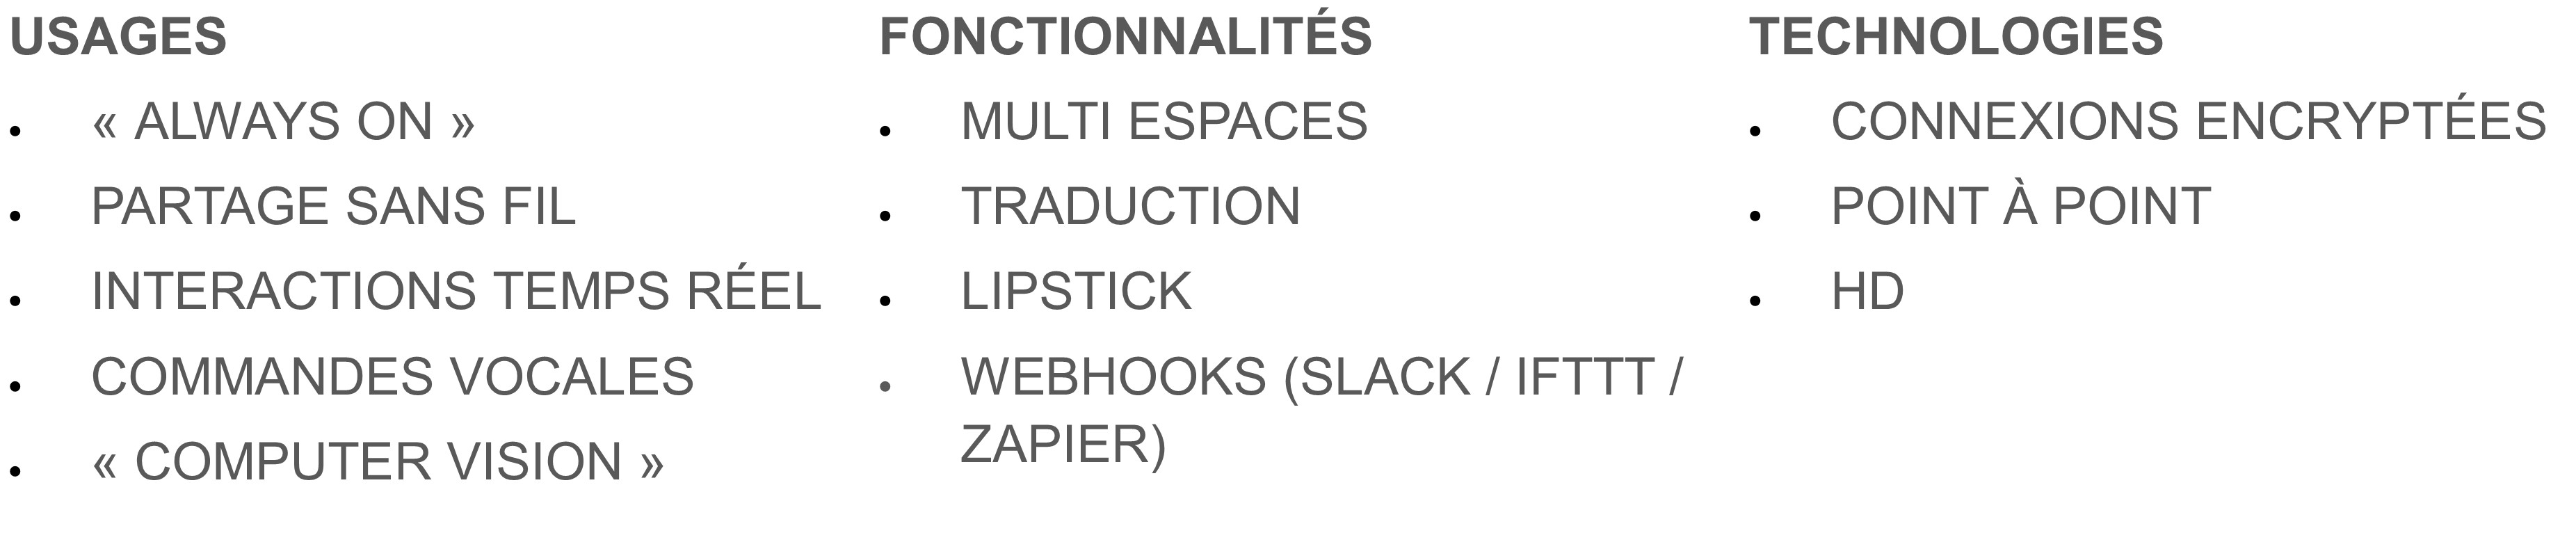 USAGES
• « ALWAYS ON »
• PARTAGE SANS FIL
• INTERACTIONS TEMPS RÉEL
• COMMANDES VOCALES
• « COMPUTER VISION »
FONCTIONNALITÉS
• MULTI ESPACES
• TRADUCTION
• LIPSTICK
• WEBHOOKS (SLACK / IFTTT /
ZAPIER)
TECHNOLOGIES
• CONNEXIONS ENCRYPTÉES
• POINT À POINT
• HD